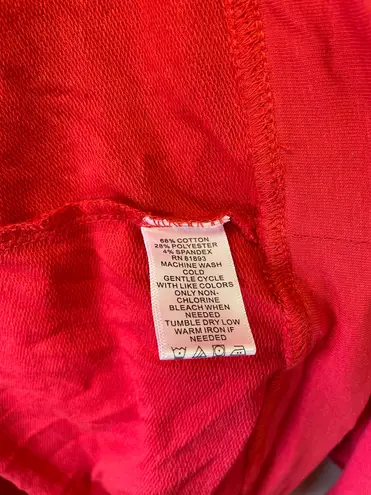 68% COTTON
28% POLYESTER
4% SPANDEX
RN 81893
MACHINE WASH
COLD
GENTLE CYCLE
WITH LIKE COLORS
ONLY NON-
CHLORINE
BLEACH WHEN
NEEDED
TUMBLE DRY LOW
WARM IRON IF
NEEDED